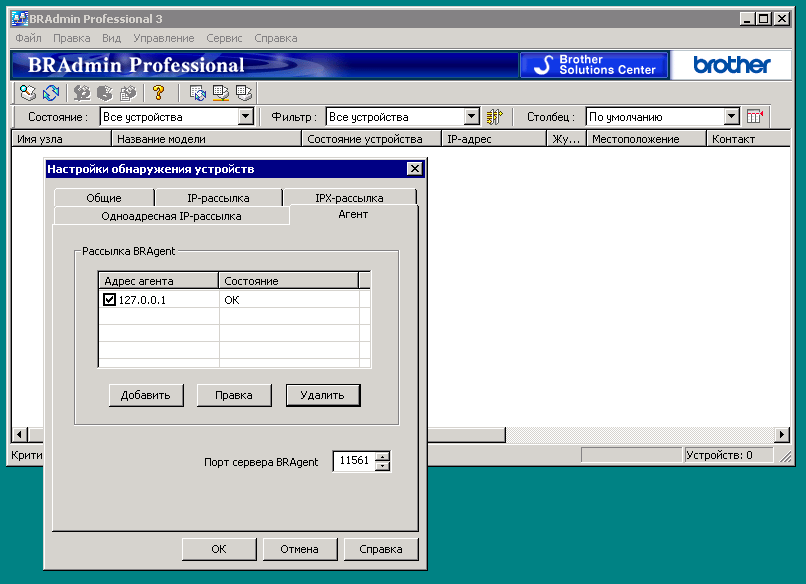 BRAdmin Professional 3
Файл Правка Вид Управление Сервис Справка
BRAdmin Professional
Brother
Solutions Center
brother
Состояние : Все устройства Фильтр : Все устройства Столбец : По умолчанию
Имя узла Название модели Состояние устройства IP-адрес Жу... Местоположение Контакт
Настройки обнаружения устройств
Общие IP-рассылка IPX-рассылка
Одноадресная IP-рассылка Агент
Рассылка BRAgent
Адрес агента Состояние
127.0.0.1 OK
Добавить Правка Удалить
Порт сервера BRAgent 11561
Крити
Устройств: 0
ОК Отмена Справка